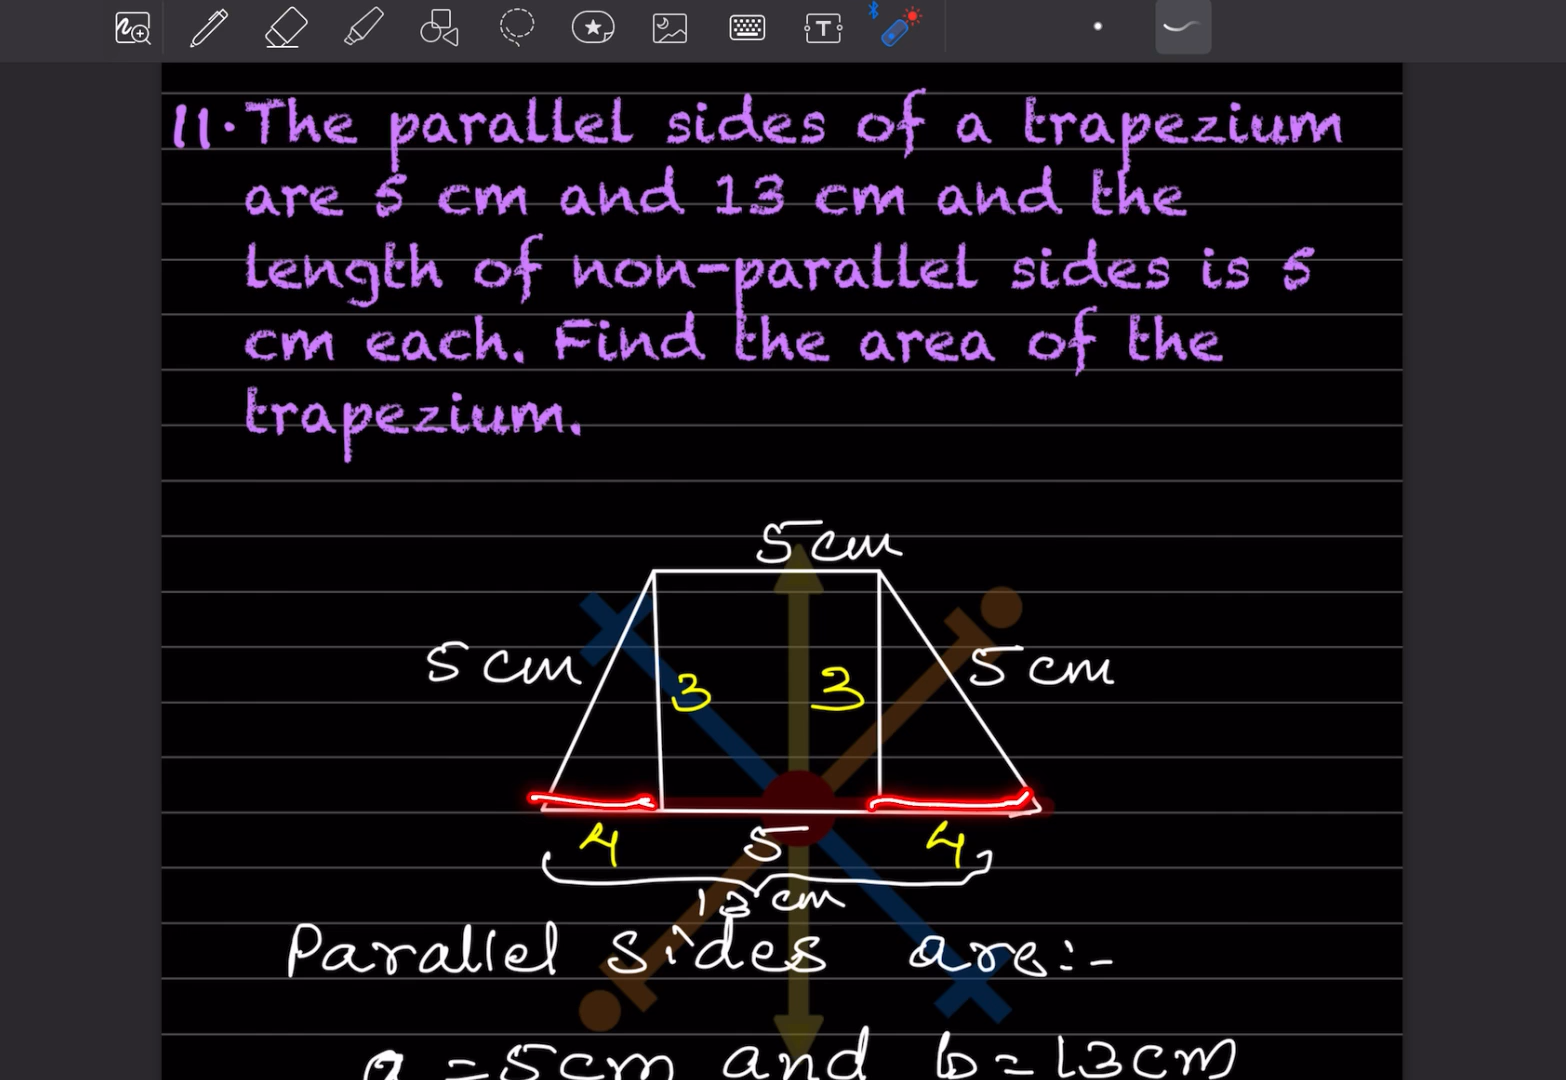 11. The parallel sides of a trapezium
are 5 cm and 13 cm and the
length of non-parallel sides is 5
cm each. Find the area of the
trapezium.
5 cm
5 cm 3 3 5 cm
4 5 4
13 cm
Parallel sides are:-
a = 5cm and b = 13cm